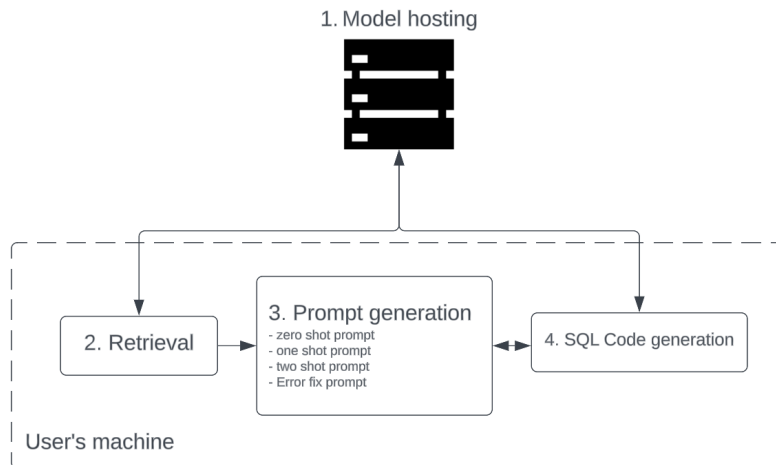 1. Model hosting
2. Retrieval
3. Prompt generation
- zero shot prompt
- one shot prompt
- two shot prompt
- Error fix prompt
4. SQL Code generation
User's machine